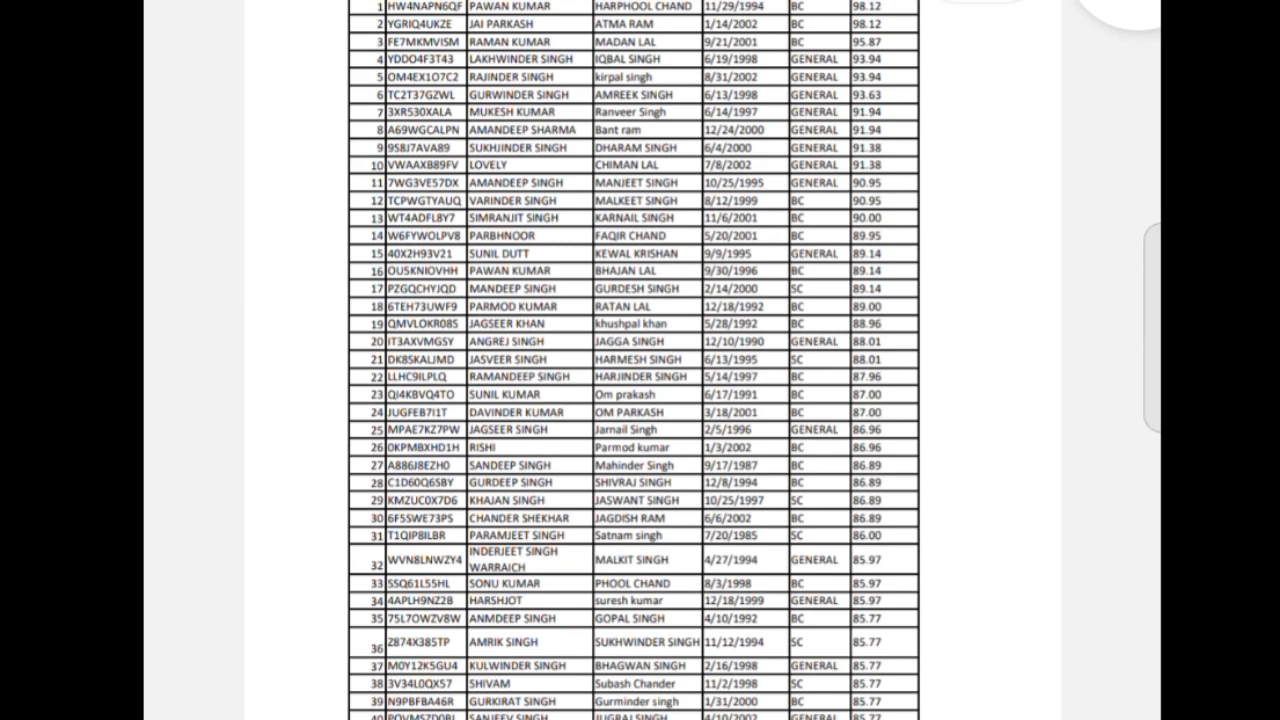 1 HW4NAPN6QF PAWAN KUMAR HARPHOOL CHAND 11/29/1994 BC 98.12
2 YGRIQ4UKZE JAI PARKASH ATMA RAM 1/14/2002 BC 98.12
3 FE7MKMVISM RAMAN KUMAR MADAN LAL 9/21/2001 BC 95.87
4 YDDO4F3T43 LAKHWINDER SINGH IQBAL SINGH 6/19/1998 GENERAL 93.94
5 OM4EX1O7C2 RAJINDER SINGH kirpal singh 8/31/2002 GENERAL 93.94
6 TC2T37GZWL GURWINDER SINGH AMREEK SINGH 6/13/1998 GENERAL 93.63
7 3XR530XALA MUKESH KUMAR Ranveer Singh 6/14/1997 GENERAL 91.94
8 A69WGCALPN AMANDEEP SHARMA Bant ram 12/24/2000 GENERAL 91.94
9 9S8J7AVA89 SUKHJINDER SINGH DHARAM SINGH 6/4/2000 GENERAL 91.38
10 VWAAXB89FV LOVELY CHIMAN LAL 7/8/2002 GENERAL 91.38
11 7WG3VE57DX AMANDEEP SINGH MANJEET SINGH 10/25/1995 GENERAL 90.95
12 TCPWGTYAUQ VARINDER SINGH MALKEET SINGH 8/12/1999 BC 90.95
13 WT4ADFL8Y7 SIMRANJIT SINGH KARNAIL SINGH 11/6/2001 BC 90.00
14 W6FYWOLPV8 PARBHNOOR FAQIR CHAND 5/20/2001 BC 89.95
15 40X2H93V21 SUNIL DUTT KEWAL KRISHAN 9/9/1995 GENERAL 89.14
16 OU5KNIOVHH PAWAN KUMAR BHAJAN LAL 9/30/1996 BC 89.14
17 PZGQCHYJQD MANDEEP SINGH GURDESH SINGH 2/14/2000 SC 89.14
18 6TEH73UWF9 PARMOD KUMAR RATAN LAL 12/18/1992 BC 89.00
19 QMVLOKR08S JAGSEER KHAN khushpal khan 5/28/1992 BC 88.96
20 IT3AXVMGSY ANGREJ SINGH JAGGA SINGH 12/10/1990 GENERAL 88.01
21 DK8SKALJMD JASVEER SINGH HARMESH SINGH 6/13/1995 SC 88.01
22 LLHC9ILPLQ RAMANDEEP SINGH HARJINDER SINGH 5/14/1997 BC 87.96
23 QI4KBVQ4TO SUNIL KUMAR Om prakash 6/17/1991 BC 87.00
24 JUGFEB7I1T DAVINDER KUMAR OM PARKASH 3/18/2001 BC 87.00
25 MPAE7KZ7PW JAGSEER SINGH Jarnail Singh 2/5/1996 GENERAL 86.96
26 0KPMBXHD1H RISHI Parmod kumar 1/3/2002 BC 86.96
27 A886J8EZH0 SANDEEP SINGH Mahinder Singh 9/17/1987 BC 86.89
28 C1D60Q6SBY GURDEEP SINGH SHIVRAJ SINGH 12/8/1994 BC 86.89
29 KMZUC0X7D6 KHAJAN SINGH JASWANT SINGH 10/25/1997 SC 86.89
30 6F5SWE73PS CHANDER SHEKHAR JAGDISH RAM 6/6/2002 BC 86.89
31 T1QIP8ILBR PARAMJEET SINGH Satnam singh 7/20/1985 SC 86.00
32 WVN8LNWZY4 INDERJEET SINGH WARRAICH MALKIT SINGH 4/27/1994 GENERAL 85.97
33 SSQ61L55HL SONU KUMAR PHOOL CHAND 8/3/1998 BC 85.97
34 4APLH9NZ2B HARSHJOT suresh kumar 12/18/1999 GENERAL 85.97
35 75L7OWZV8W ANMDEEP SINGH GOPAL SINGH 4/10/1992 BC 85.77
36 Z874X385TP AMRIK SINGH SUKHWINDER SINGH 11/12/1994 SC 85.77
37 M0Y12K5GU4 KULWINDER SINGH BHAGWAN SINGH 2/16/1998 GENERAL 85.77
38 3V34L0QX57 SHIVAM Subash Chander 11/2/1998 SC 85.77
39 N9PBFBA46R GURKIRAT SINGH Gurminder singh 1/31/2000 BC 85.77
40 SANJEEV SINGH JUGRAJ SINGH 4/10/2002 GENERAL 85.77